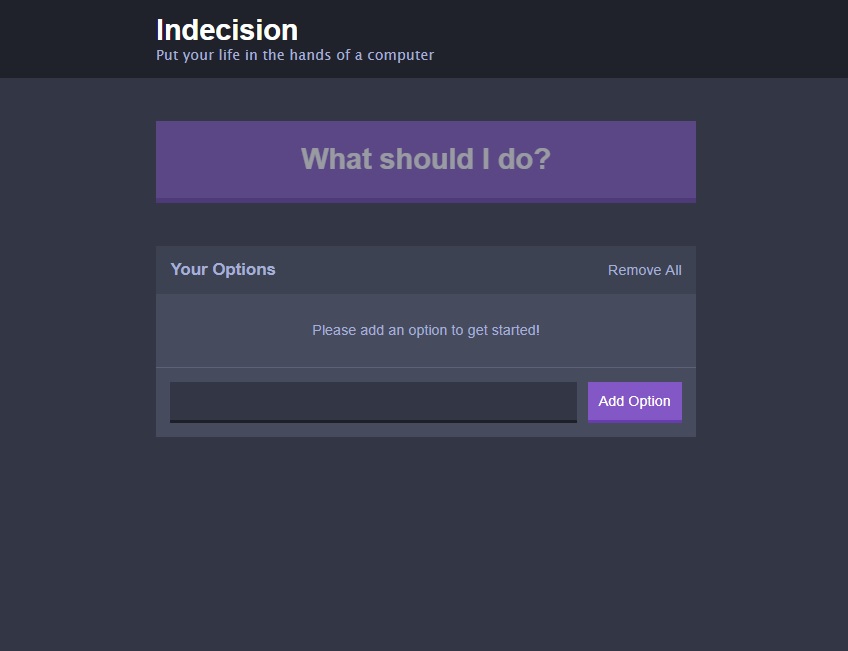 Indecision
Put your life in the hands of a computer
What should I do?
Your Options
Remove All
Please add an option to get started!
Add Option